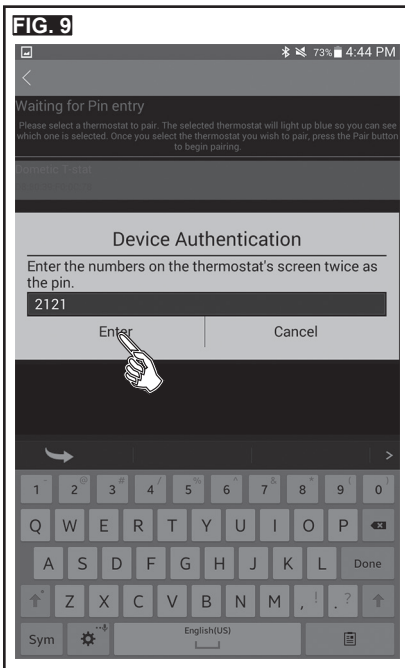 FIG. 9
73% 4:44 PM
Waiting for Pin entry
Please select a thermostat to pair. The selected thermostat will light up blue so you can see
which one is selected. Once you select the thermostat you wish to pair, press the Pair button
to begin pairing.
Dometic T-stat
Device Authentication
Enter the numbers on the thermostat's screen twice as
the pin.
2121
Enter Cancel
1 2 3 4 5 6 7 8 9 0
Q W E R T Y U I O P
A S D F G H J K L Done
Z X C V B N M , ! . ?
English(US)
Sym